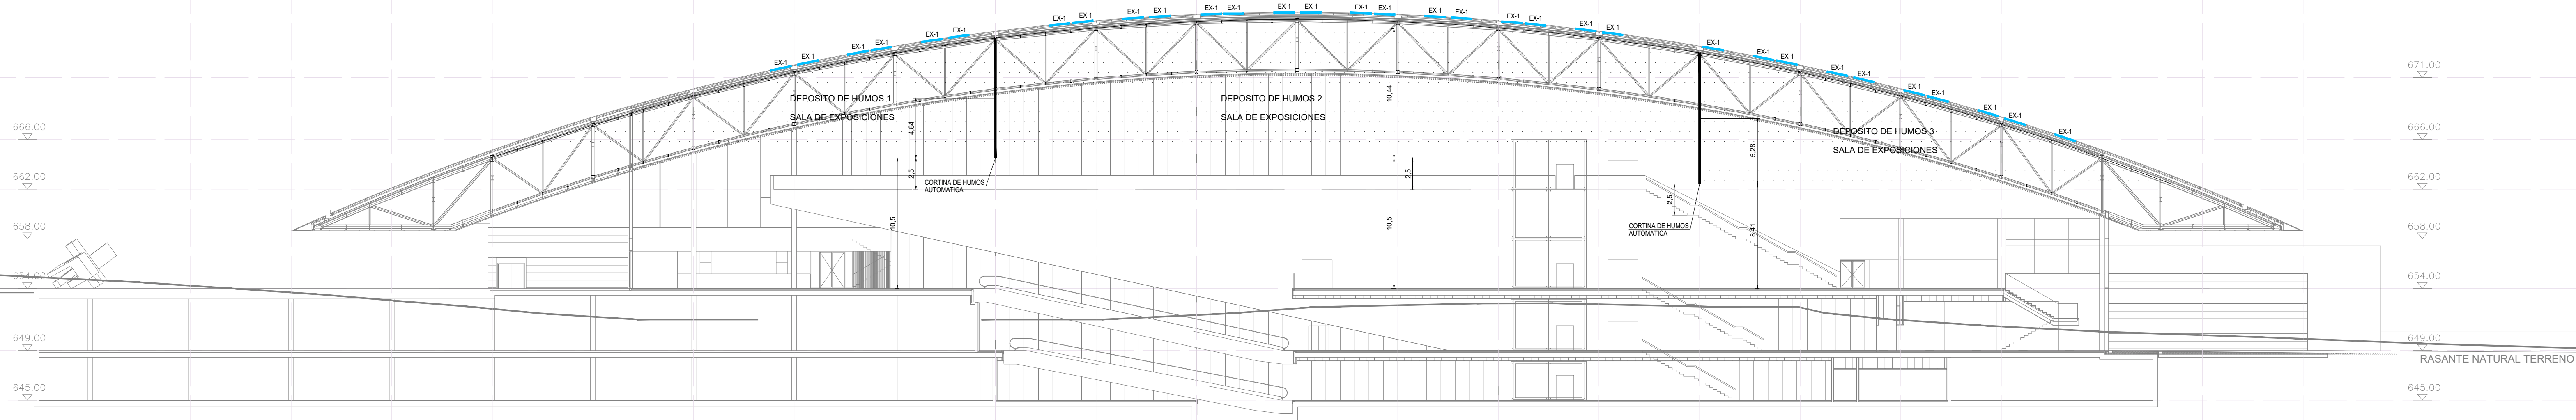 EX-1 EX-1 EX-1 EX-1 EX-1 EX-1 EX-1 EX-1 EX-1 EX-1 EX-1 EX-1 EX-1 EX-1 EX-1 EX-1 EX-1 EX-1 EX-1 EX-1 EX-1 EX-1 EX-1 EX-1 EX-1 EX-1 EX-1 EX-1 EX-1 EX-1 EX-1 EX-1
671.00
DEPOSITO DE HUMOS 1
SALA DE EXPOSICIONES
DEPOSITO DE HUMOS 2
SALA DE EXPOSICIONES
DEPOSITO DE HUMOS 3
SALA DE EXPOSICIONES
10,44
4,84
5,28
666.00
666.00
2,5
2,5
2,5
CORTINA DE HUMOS
AUTOMATICA
662.00
662.00
10,5
10,5
8,41
CORTINA DE HUMOS
AUTOMATICA
658.00
658.00
654.00
654.00
649.00
649.00
RASANTE NATURAL TERRENO
645.00
645.00